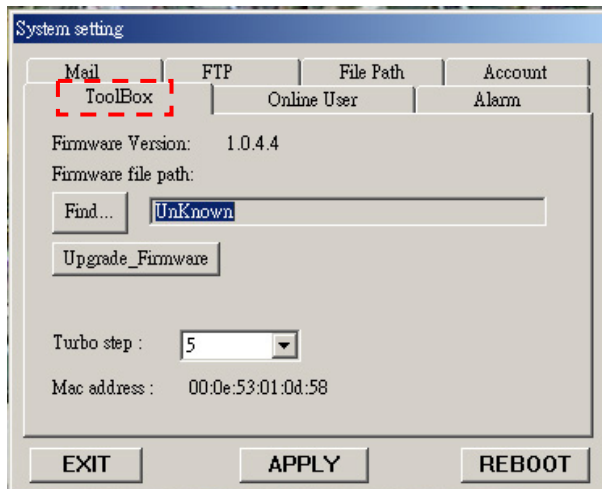 System setting
Mail FTP File Path Account
ToolBox Online User Alarm
Firmware Version: 1.0.4.4
Firmware file path:
Find... UnKnown
Upgrade_Firmware
Turbo step : 5
Mac address : 00:0e:53:01:0d:58
EXIT APPLY REBOOT